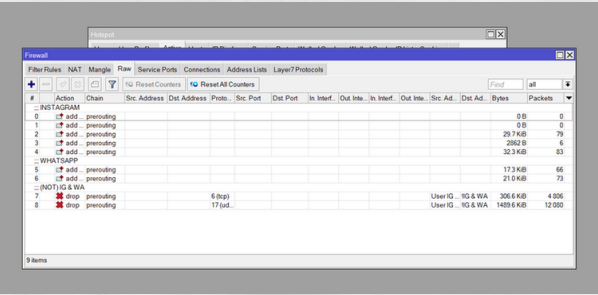 Hotspot
Firewall
Filter Rules NAT Mangle Raw Service Ports Connections Address Lists Layer7 Protocols
Reset Counters Reset All Counters Find all
# Action Chain Src. Address Dst. Address Proto... Src. Port Dst. Port In. Interf... Out. Inte... In. Interf... Out. Inte... Src. Ad... Dst. Ad... Bytes Packets
::: INSTAGRAM
0 add ... prerouting 0 B 0
1 add ... prerouting 0 B 0
2 add ... prerouting 29.7 KiB 79
3 add ... prerouting 2862 B 6
4 add ... prerouting 32.3 KiB 83
::: WHATSAPP
5 add ... prerouting 17.3 KiB 66
6 add ... prerouting 21.0 KiB 73
::: (NOT) IG & WA
7 drop prerouting 6 (tcp) User IG ... !IG & WA 306.6 KiB 4 806
8 drop prerouting 17 (ud... User IG ... !IG & WA 1489.6 KiB 12 080
9 items